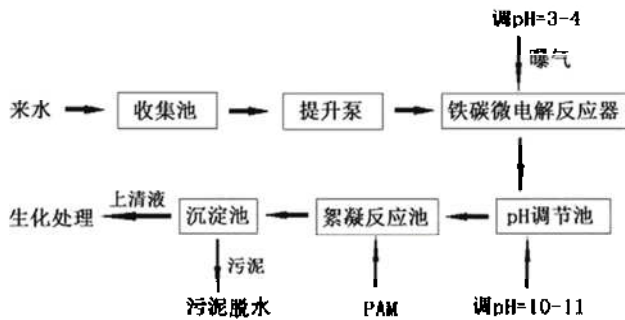 调pH=3-4
曝气
来水
收集池
提升泵
铁碳微电解反应器
上清液
生化处理
沉淀池
絮凝反应池
pH调节池
污泥
污泥脱水
PAM
调pH=10-11